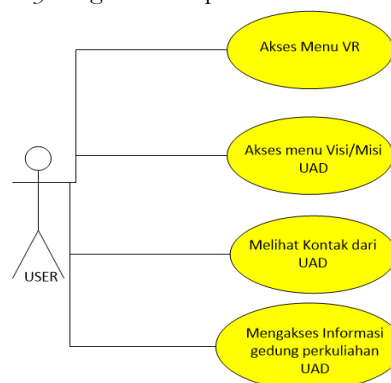 Akses Menu VR
Akses menu Visi/Misi
UAD
Melihat Kontak dari
UAD
USER
Mengakses Informasi
gedung perkuliahan
UAD